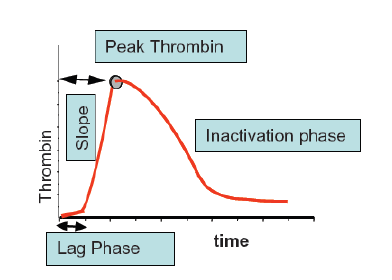 Peak Thrombin
Slope
Inactivation phase
Thrombin
time
Lag Phase